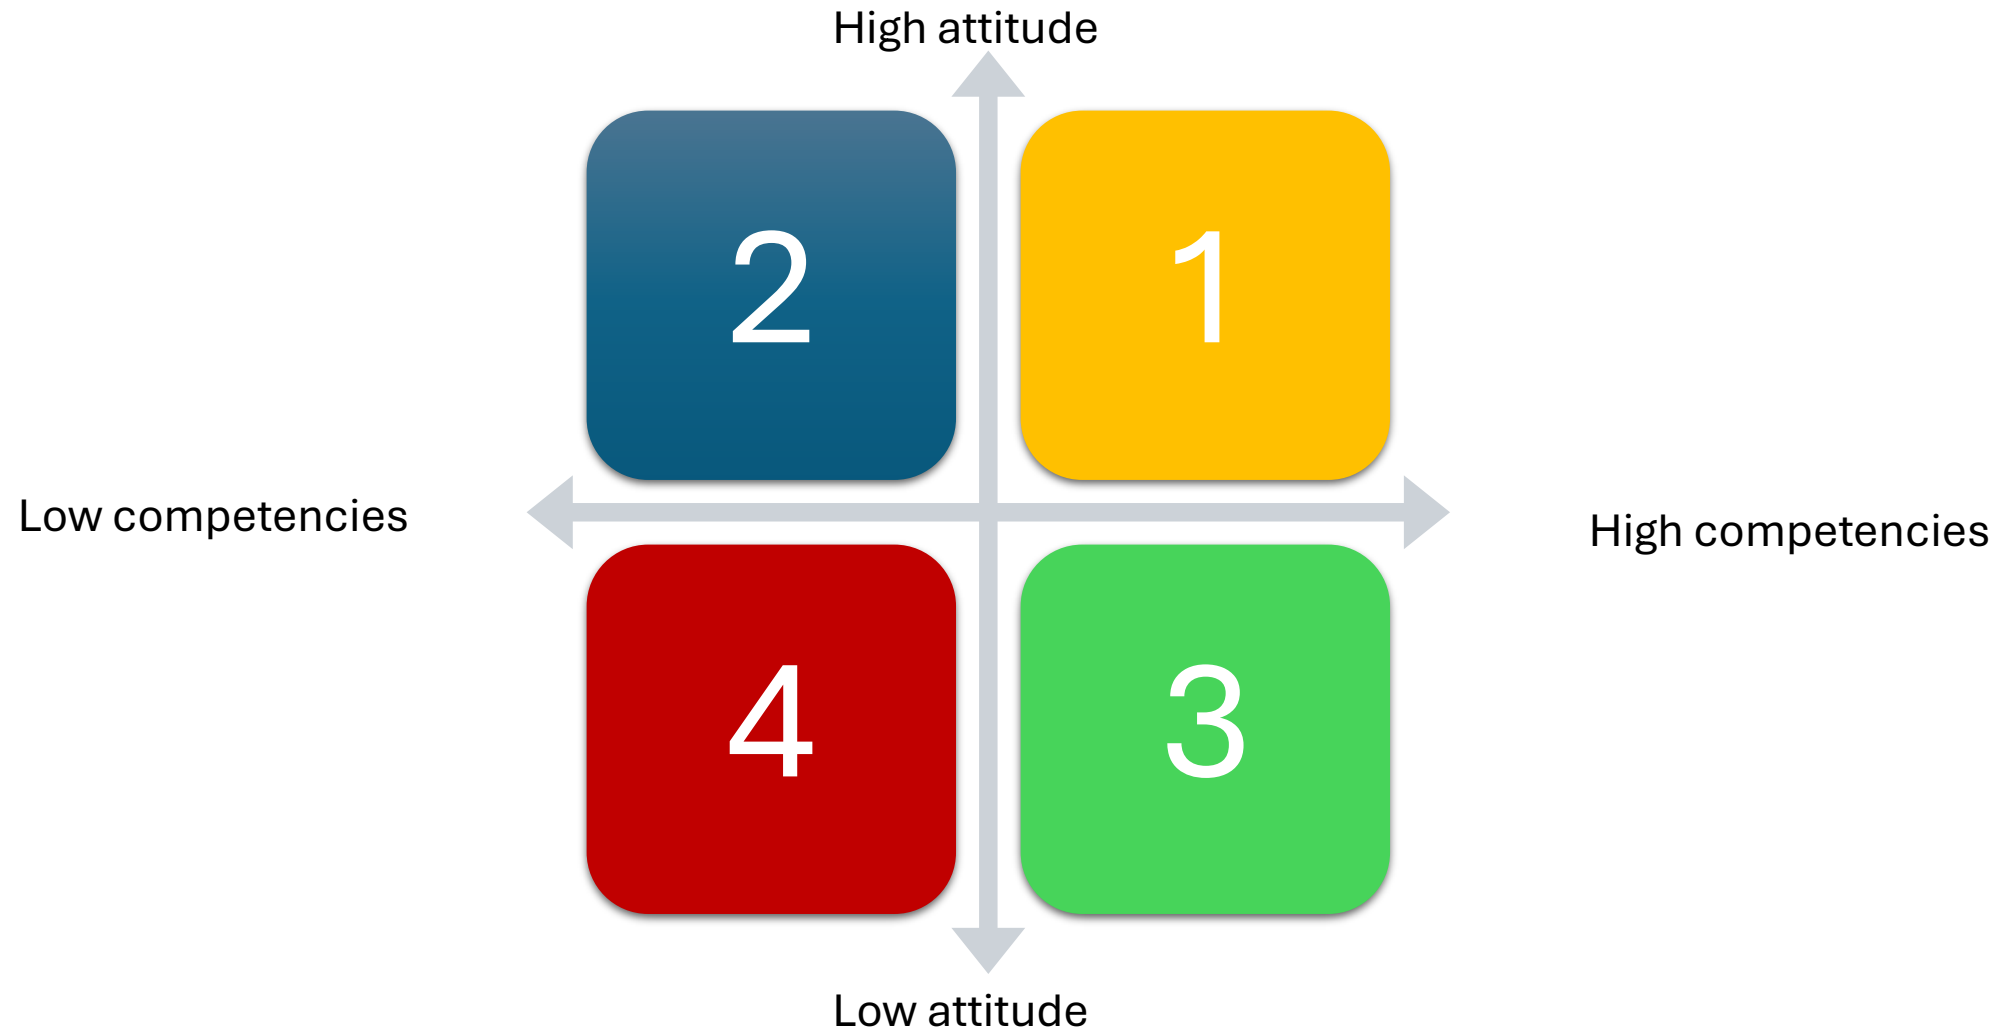 High attitude
2
1
Low competencies
High competencies
4
3
Low attitude